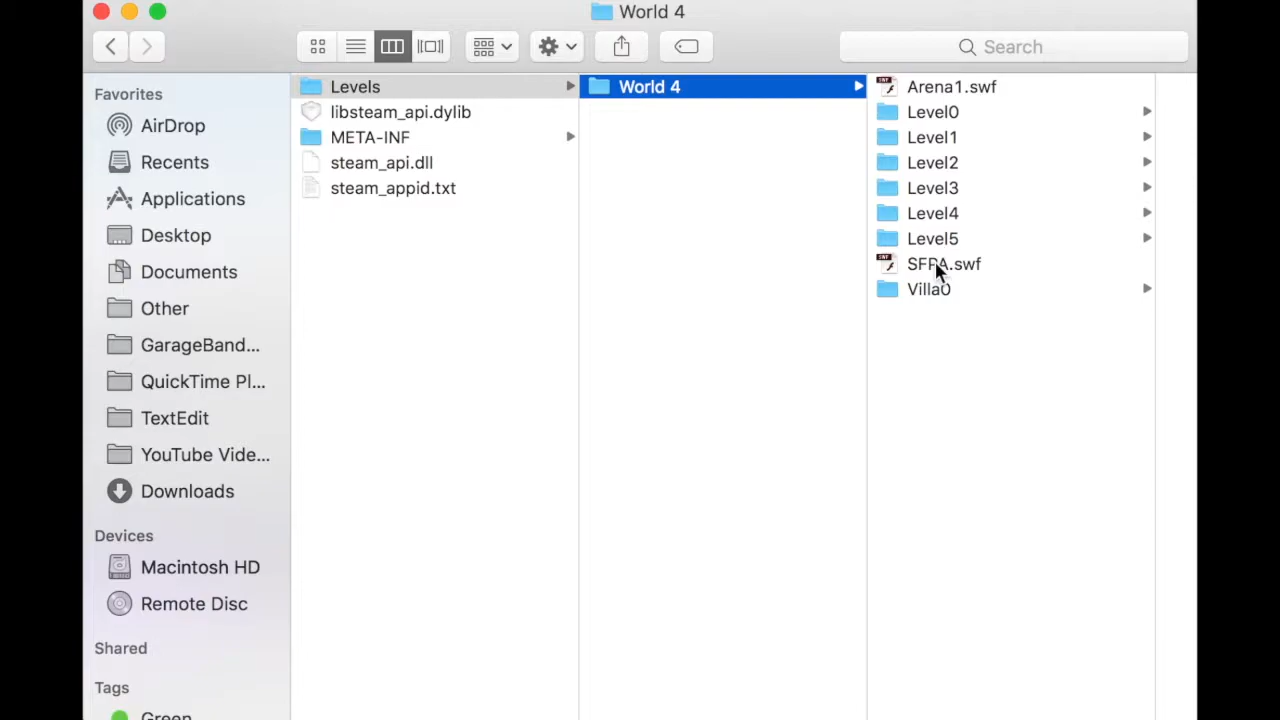 World 4
Search
Favorites
AirDrop
Recents
Applications
Desktop
Documents
Other
GarageBand...
QuickTime Pl...
TextEdit
YouTube Vide...
Downloads
Devices
Macintosh HD
Remote Disc
Shared
Tags
Green
Levels
libsteam_api.dylib
META-INF
steam_api.dll
steam_appid.txt
World 4
Arena1.swf
Level0
Level1
Level2
Level3
Level4
Level5
SFPA.swf
Villa0